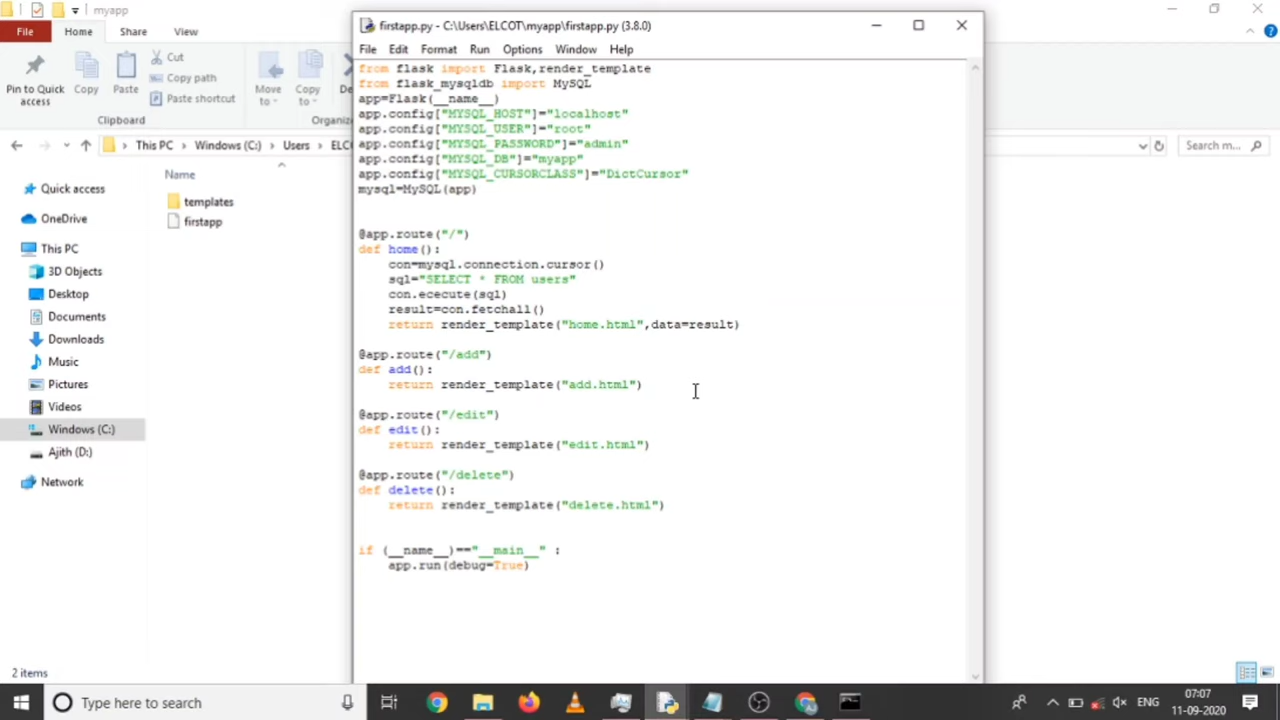 myapp
File
Home
Share
View
Pin to Quick access
Copy
Paste
Cut
Copy path
Paste shortcut
Move to
Copy to
De
Clipboard
Organiz
This PC
Windows (C:)
Users
ELCO
Search m...
Quick access
OneDrive
This PC
3D Objects
Desktop
Documents
Downloads
Music
Pictures
Videos
Windows (C:)
Ajith (D:)
Network
Name
templates
firstapp
2 items
firstapp.py - C:\Users\ELCOT\myapp\firstapp.py (3.8.0)
File Edit Format Run Options Window Help
from flask import Flask,render_template
from flask_mysqldb import MySQL
app=Flask(__name__)
app.config["MYSQL_HOST"]="localhost"
app.config["MYSQL_USER"]="root"
app.config["MYSQL_PASSWORD"]="admin"
app.config["MYSQL_DB"]="myapp"
app.config["MYSQL_CURSORCLASS"]="DictCursor"
mysql=MySQL(app)
@app.route("/")
def home():
con=mysql.connection.cursor()
sql="SELECT * FROM users"
con.ececute(sql)
result=con.fetchall()
return render_template("home.html",data=result)
@app.route("/add")
def add():
return render_template("add.html")
@app.route("/edit")
def edit():
return render_template("edit.html")
@app.route("/delete")
def delete():
return render_template("delete.html")
if (__name__)=="__main__" :
app.run(debug=True)
Type here to search
ENG
07:07
11-09-2020